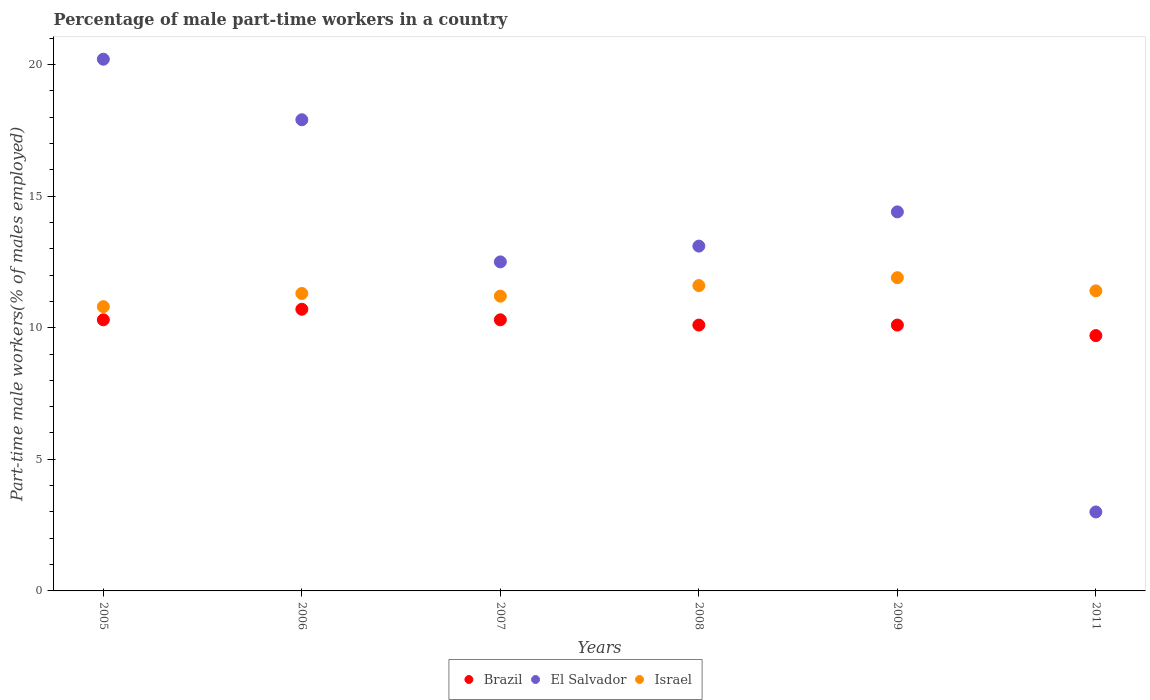 Percentage of male part-time workers in a country
Part-time male workers(% of males employed)
20
15
10
5
0
2005
2006
2007
2008
2009
2011
Years
Brazil
El Salvador
Israel